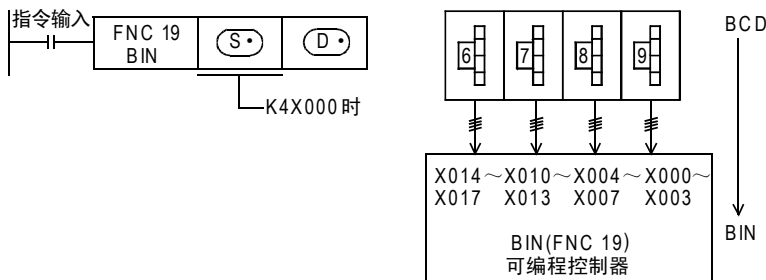 指令输入
FNC 19
BIN
S·
D·
K4X000时
6 7 8 9
BCD
X014～X010～X004～X000～
X017 X013 X007 X003
BIN(FNC 19)
可编程控制器
BIN